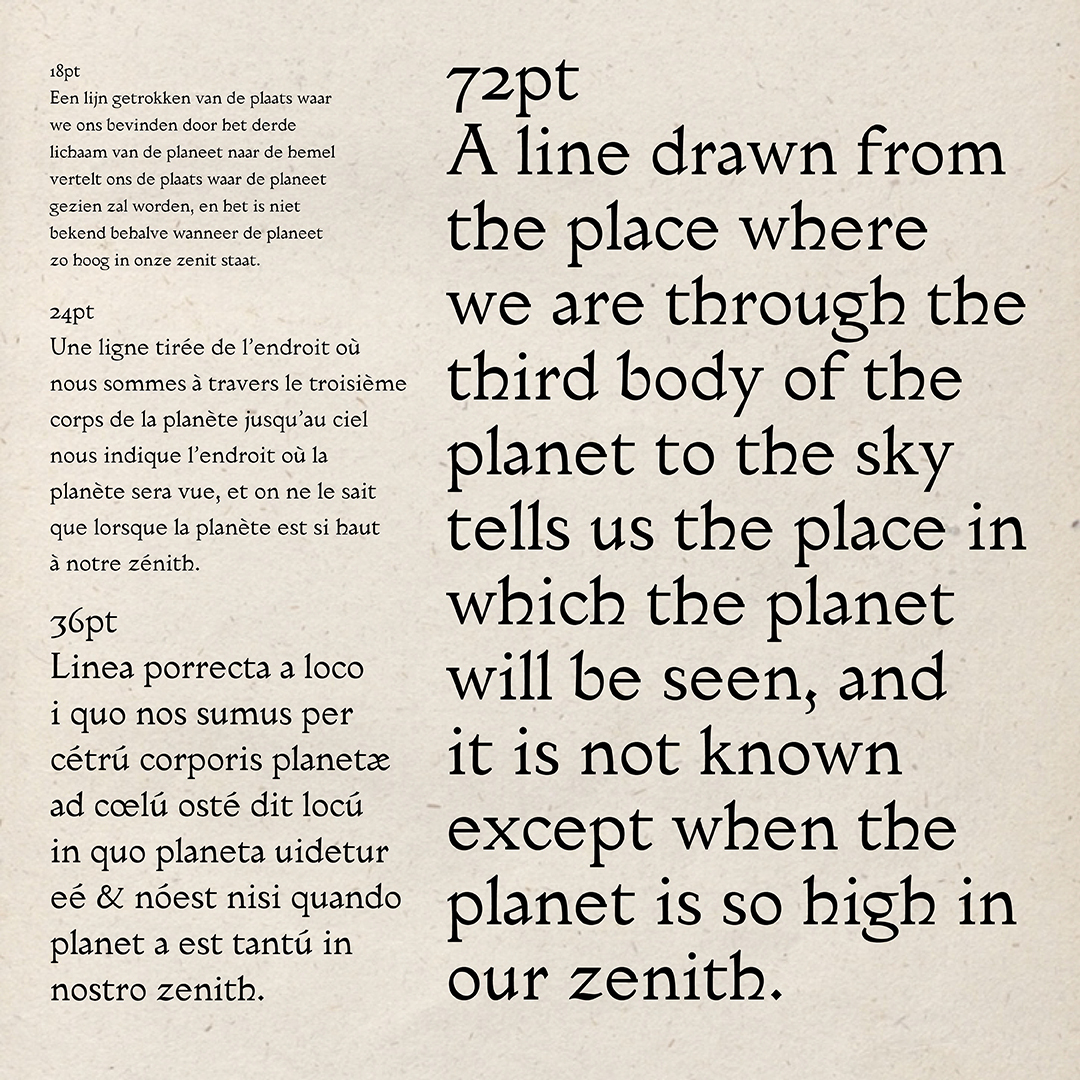 18pt
Een lijn getrokken van de plaats waar
we ons bevinden door het derde
lichaam van de planeet naar de hemel
vertelt ons de plaats waar de planeet
gezien zal worden, en het is niet
bekend behalve wanneer de planeet
zo hoog in onze zenit staat.
24pt
Une ligne tirée de l’endroit où
nous sommes à travers le troisième
corps de la planète jusqu’au ciel
nous indique l’endroit où la
planète sera vue, et on ne le sait
que lorsque la planète est si haut
à notre zénith.
36pt
Linea porrecta a loco
i quo nos sumus per
cétrú corporis planetæ
ad cœlú osté dit locú
in quo planeta uidetur
eé & nóest nisi quando
planet a est tantú in
nostro zenith.
72pt
A line drawn from
the place where
we are through the
third body of the
planet to the sky
tells us the place in
which the planet
will be seen, and
it is not known
except when the
planet is so high in
our zenith.